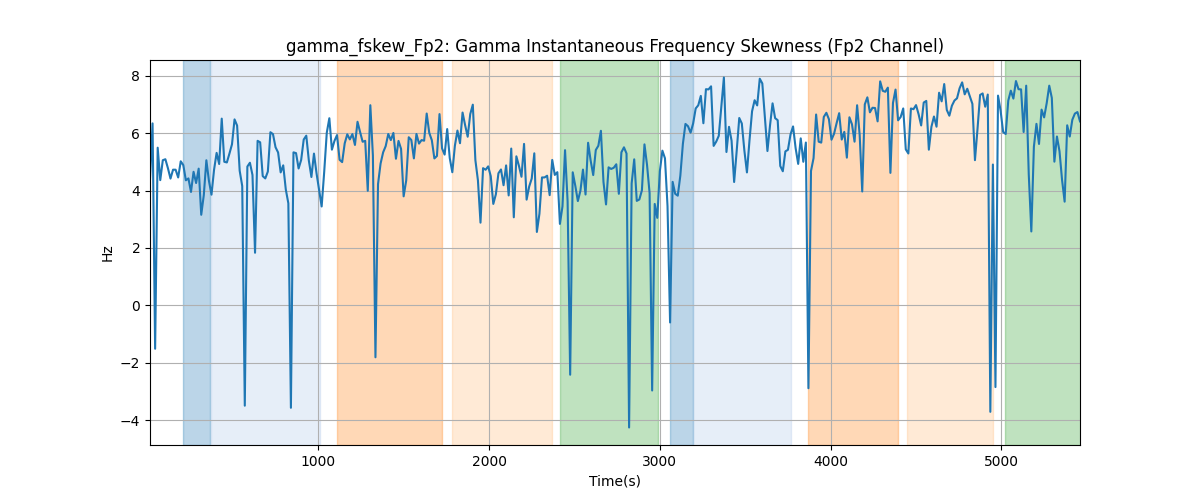 gamma_fskew_Fp2: Gamma Instantaneous Frequency Skewness (Fp2 Channel)
Hz
8
6
4
2
0
−2
−4
1000 2000 3000 4000 5000
Time(s)